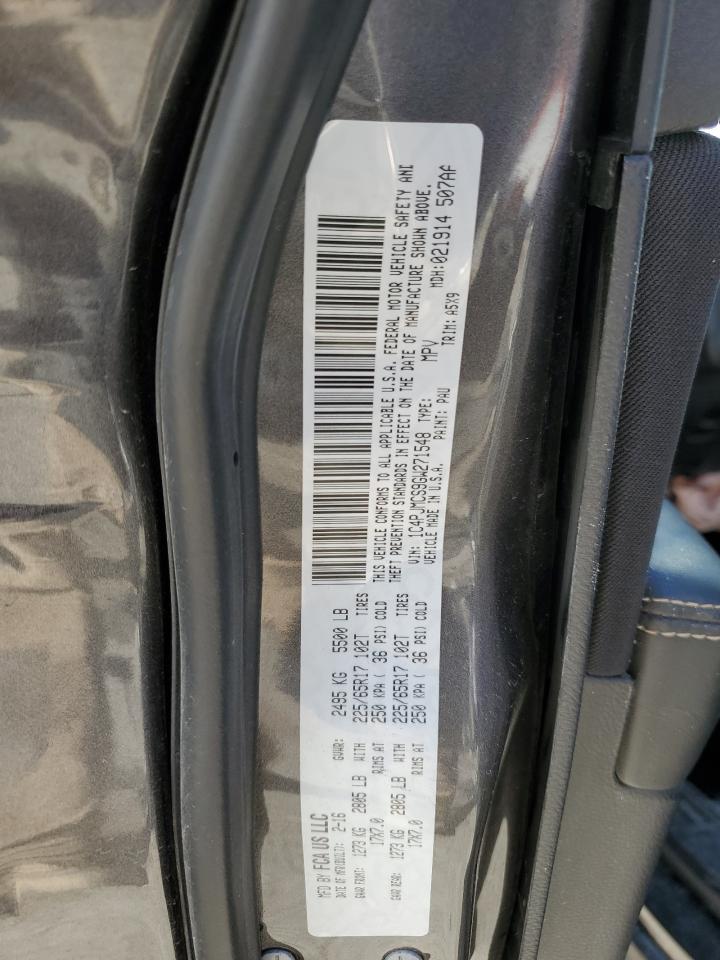 MFD BY FCA US LLC
DATE OF MFR(BUILT): 2-16 GVWR: 2495 KG 5500 LB
GAWR FRONT: 1273 KG 2805 LB WITH 225/65R17 102T TIRES
17X7.0 RIMS AT 250 KPA ( 36 PSI) COLD
GAWR REAR: 1273 KG 2805 LB WITH 225/65R17 102T TIRES
17X7.0 RIMS AT 250 KPA ( 36 PSI) COLD
THIS VEHICLE CONFORMS TO ALL APPLICABLE U.S.A. FEDERAL MOTOR VEHICLE SAFETY AND
THEFT PREVENTION STANDARDS IN EFFECT ON THE DATE OF MANUFACTURE SHOWN ABOVE.
VIN: 1C4PJMCS9GW271548 TYPE: MPV MDH:021914 507AF
VEHICLE MADE IN U.S.A. PAINT: PAU TRIM: A5X9